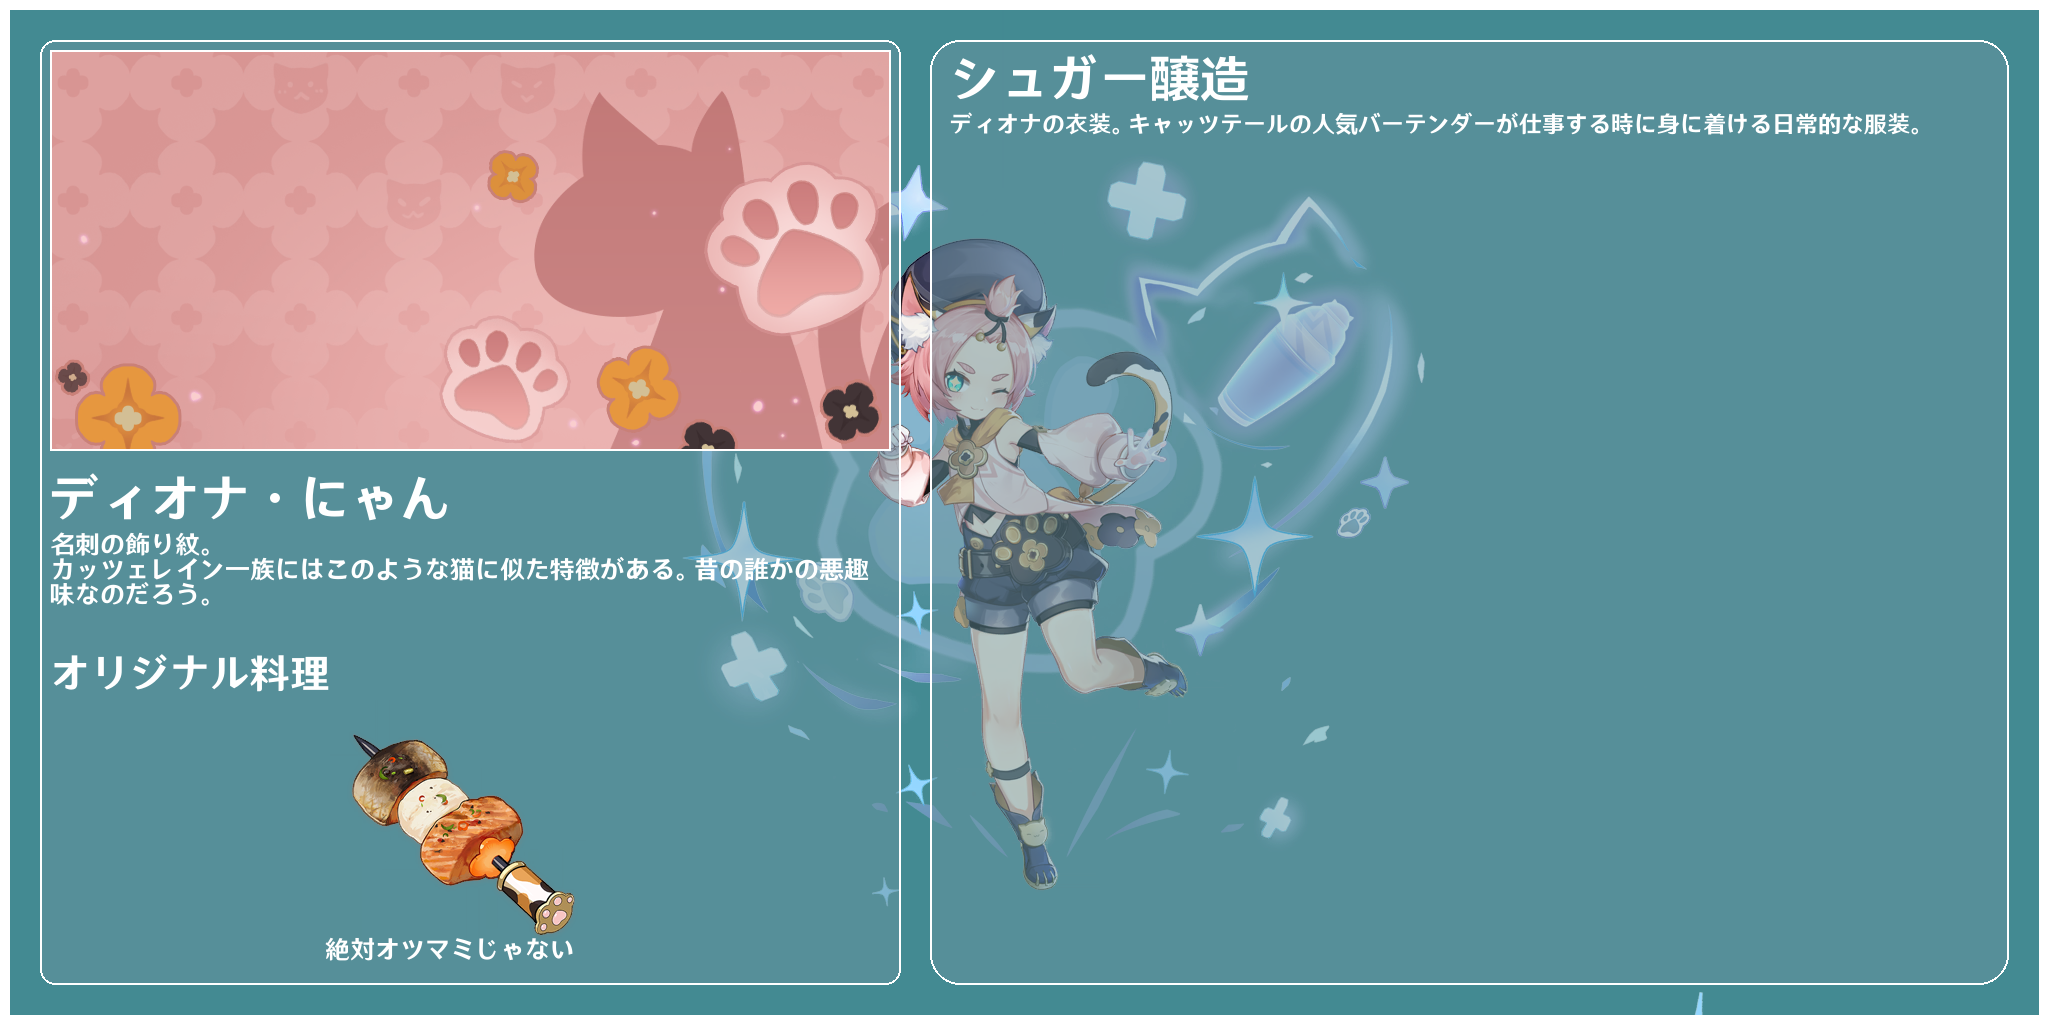 ディオナ・にゃん
名刺の飾り紋。
カッツェレイン一族にはこのような猫に似た特徴がある。昔の誰かの悪趣
味なのだろう。
オリジナル料理
絶対オツマミじゃない
シュガー醸造
ディオナの衣装。キャッツテールの人気バーテンダーが仕事する時に身に着ける日常的な服装。